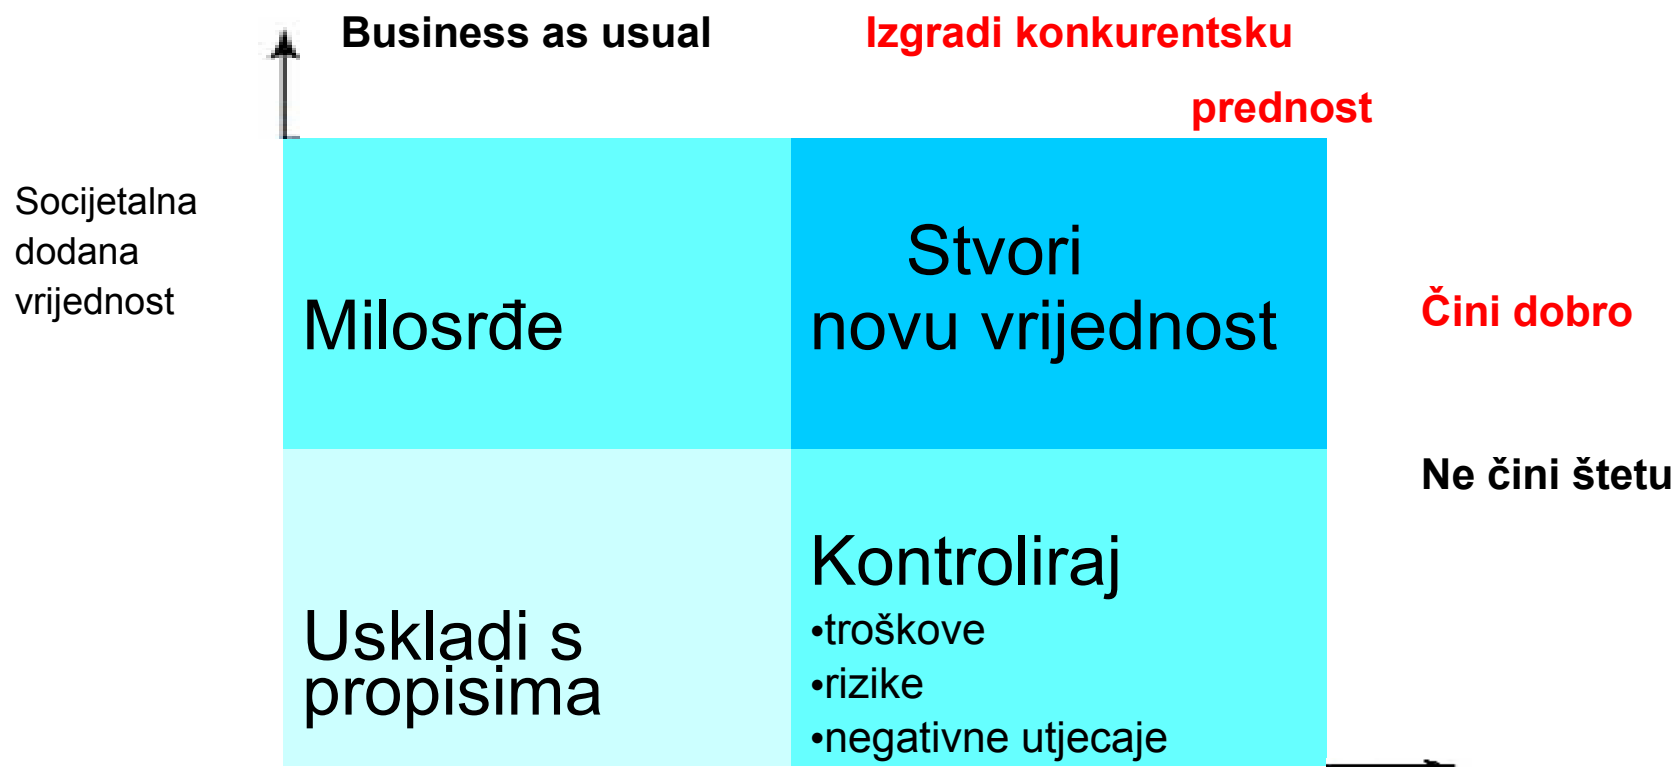 Business as usual
Izgradi konkurentsku
prednost
Socijetalna
dodana
vrijednost
Milosrđe
Stvori
novu vrijednost
Čini dobro
Ne čini štetu
Uskladi s
propisima
Kontroliraj
•troškove
•rizike
•negativne utjecaje